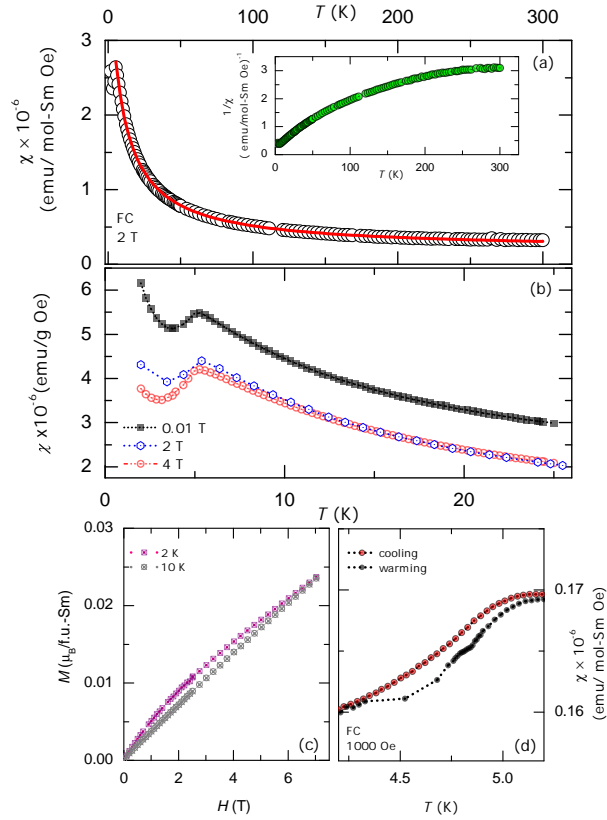 T (K)
0 100 200 300
3
2
1
0
χ × 10⁻⁶
(emu/ mol-Sm Oe)
FC
2 T
(a)
1/χ
(emu/mol-Sm Oe)⁻¹
3
2
1
0
0 100 200 300
T (K)
(b)
6
5
4
3
2
χ x10⁻⁶(emu/g Oe)
0.01 T
2 T
4 T
10 20
T (K)
0.03
0.02
0.01
0.00
M (μB/f.u.-Sm)
2 K
10 K
(c)
0 2 4 6
H (T)
cooling
warming
0.17
0.16
χ × 10⁻⁶
(emu/ mol-Sm Oe)
FC
1000 Oe
(d)
4.5 5.0
T (K)